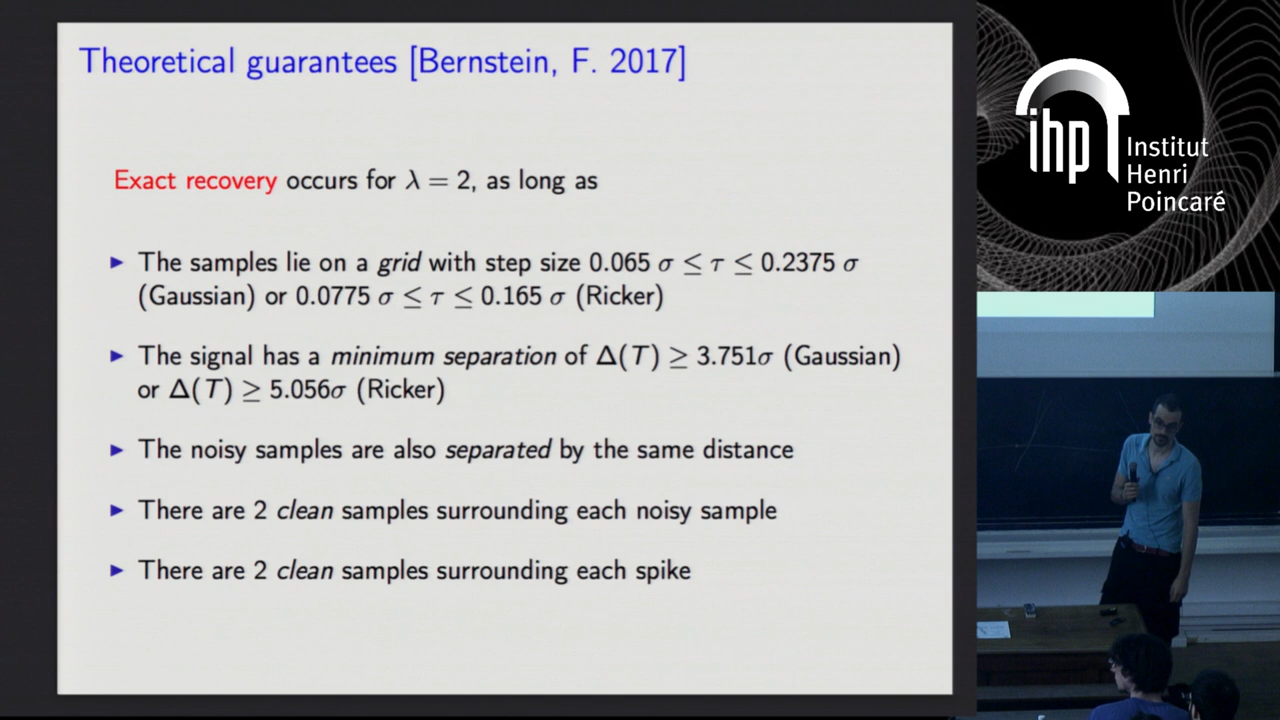 Theoretical guarantees [Bernstein, F. 2017]
Exact recovery occurs for λ = 2, as long as
▶ The samples lie on a grid with step size 0.065 σ ≤ τ ≤ 0.2375 σ
(Gaussian) or 0.0775 σ ≤ τ ≤ 0.165 σ (Ricker)
▶ The signal has a minimum separation of Δ(T) ≥ 3.751σ (Gaussian)
or Δ(T) ≥ 5.056σ (Ricker)
▶ The noisy samples are also separated by the same distance
▶ There are 2 clean samples surrounding each noisy sample
▶ There are 2 clean samples surrounding each spike
ihp
Institut
Henri
Poincaré